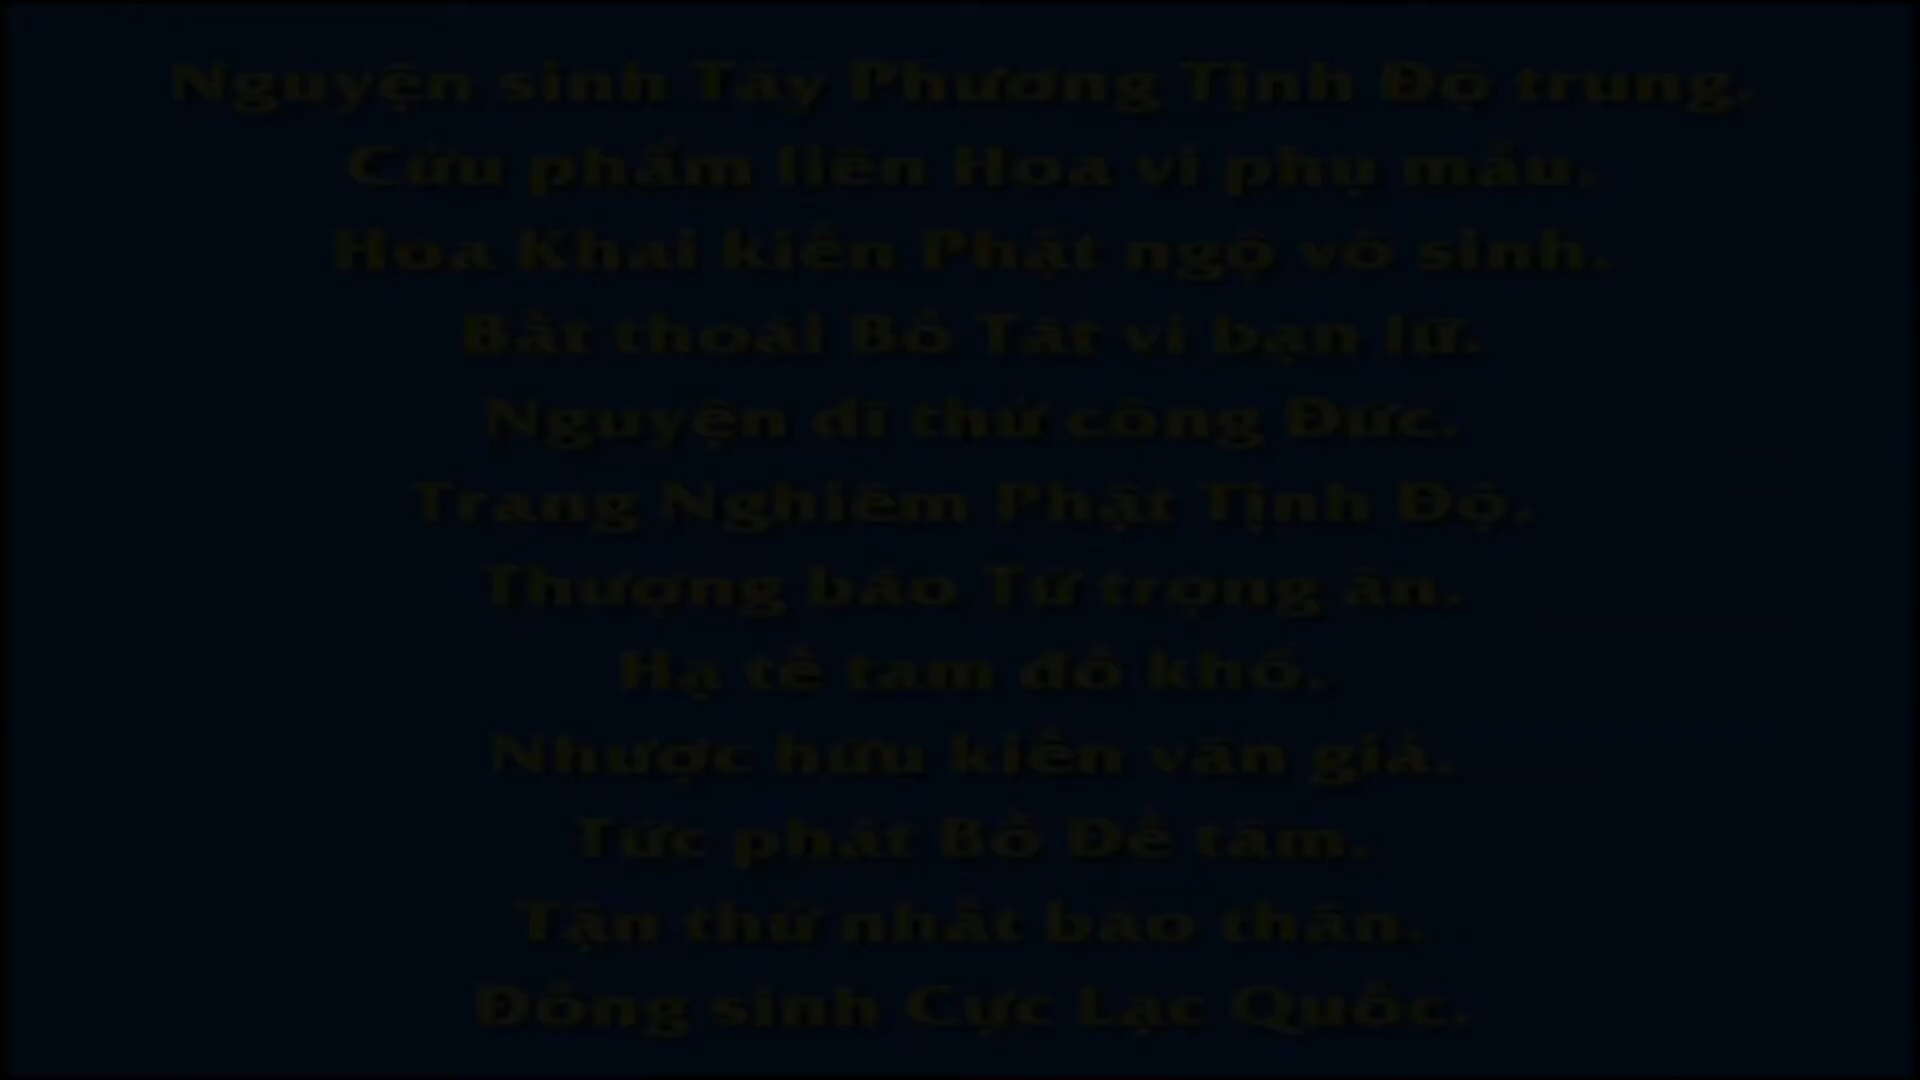 Nguyện sinh Tây Phương Tịnh Độ trung.
Cửu phẩm liên Hoa vi phụ mẫu.
Hoa Khai kiến Phật ngộ vô sinh.
Bất thoái Bồ Tát vi bạn lữ.
Nguyện dĩ thử công Đức.
Trang Nghiêm Phật Tịnh Độ.
Thượng báo Tứ trọng ân.
Hạ tế tam đồ khổ.
Nhược hữu kiến văn giả.
Tức phát Bồ Đề tâm.
Tận thử nhất báo thân.
Đồng sinh Cực Lạc Quốc.